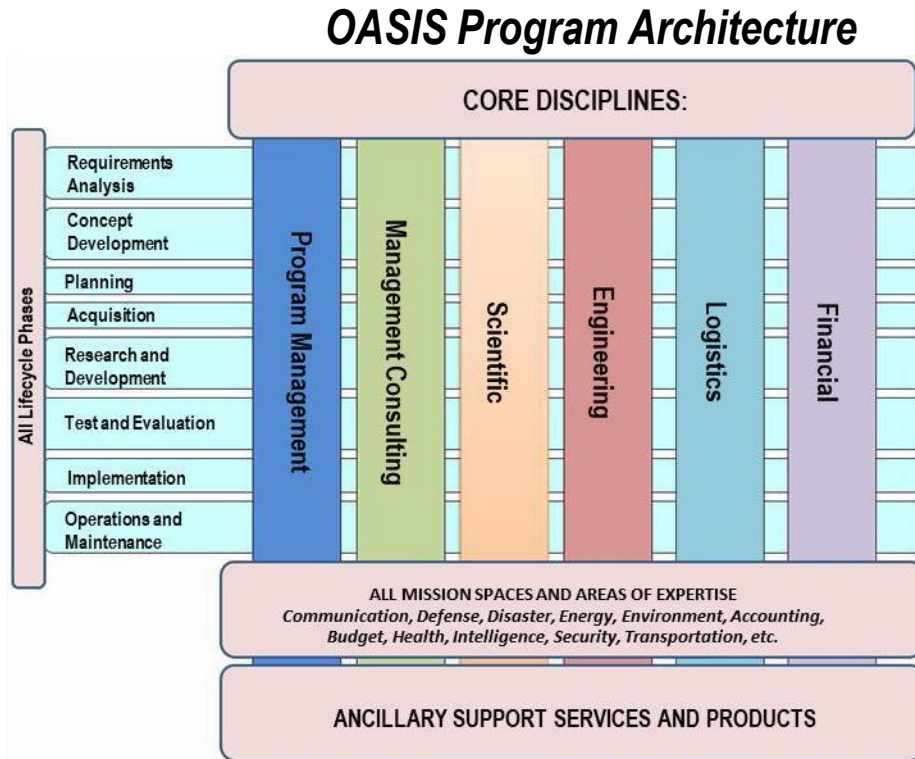 OASIS Program Architecture
CORE DISCIPLINES:
All Lifecycle Phases
Requirements
Analysis
Concept
Development
Planning
Acquisition
Research and
Development
Test and Evaluation
Implementation
Operations and
Maintenance
Program Management
Management Consulting
Scientific
Engineering
Logistics
Financial
ALL MISSION SPACES AND AREAS OF EXPERTISE
Communication, Defense, Disaster, Energy, Environment, Accounting,
Budget, Health, Intelligence, Security, Transportation, etc.
ANCILLARY SUPPORT SERVICES AND PRODUCTS